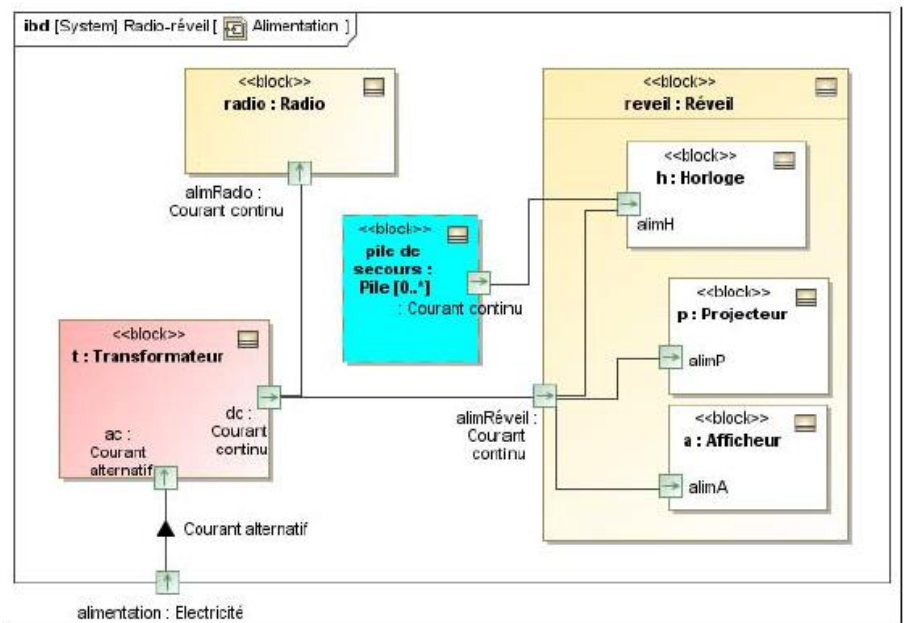 ibd [System] Radio-réveil [ Alimentation ]
<<block>>
radio : Radio
alimRadio :
Courant continu
<<block>>
reveil : Réveil
<<block>>
h : Horloge
alimH
<<block>>
pile de
secours :
Pile [0..*]
: Courant continu
<<block>>
p : Projecteur
alimP
<<block>>
t : Transformateur
dc :
Courant
continu
ac :
Courant
alternatif
alimRéveil :
Courant
continu
<<block>>
a : Afficheur
alimA
Courant alternatif
alimentation : Electricité